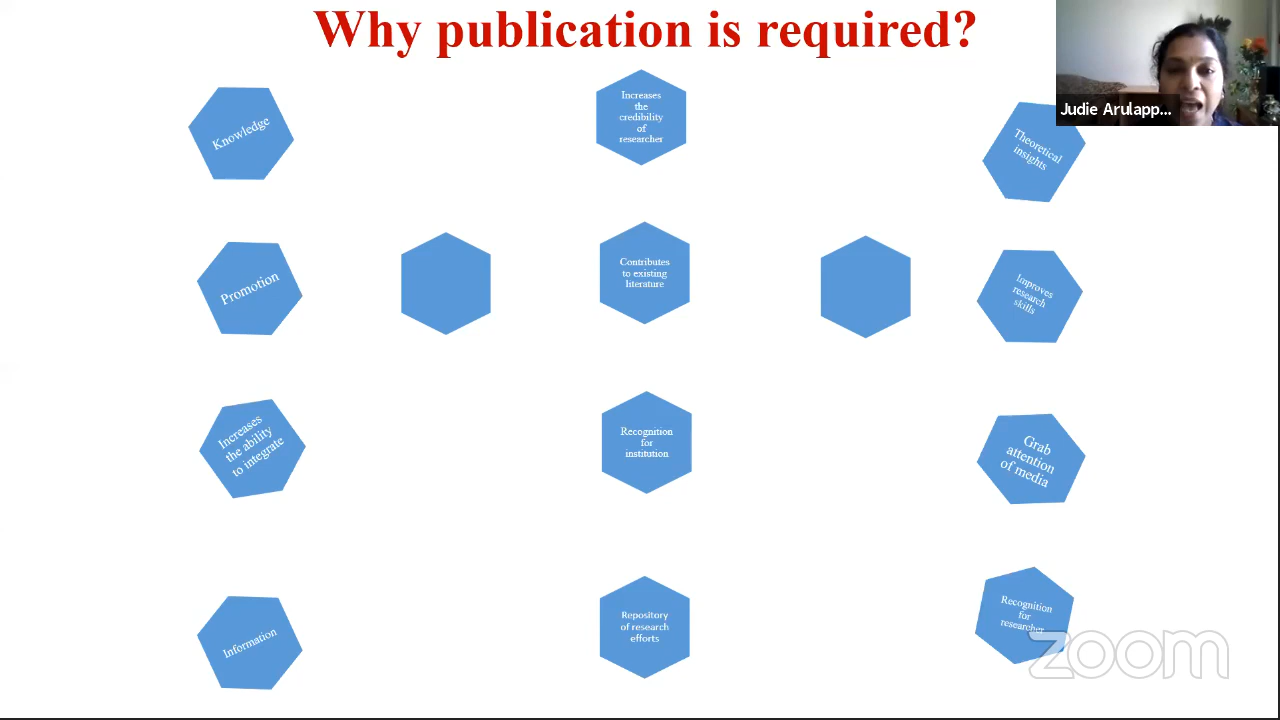 Why publication is required?
Judie Arulapp...
Knowledge
Increases
the
credibility
of
researcher
Theoretical
insights
Promotion
Contributes
to existing
literature
Improves
research
skills
Increases
the ability
to integrate
Recognition
for
institution
Grab
attention
of media
Information
Repository
of research
efforts
Recognition
for
researcher
zoom